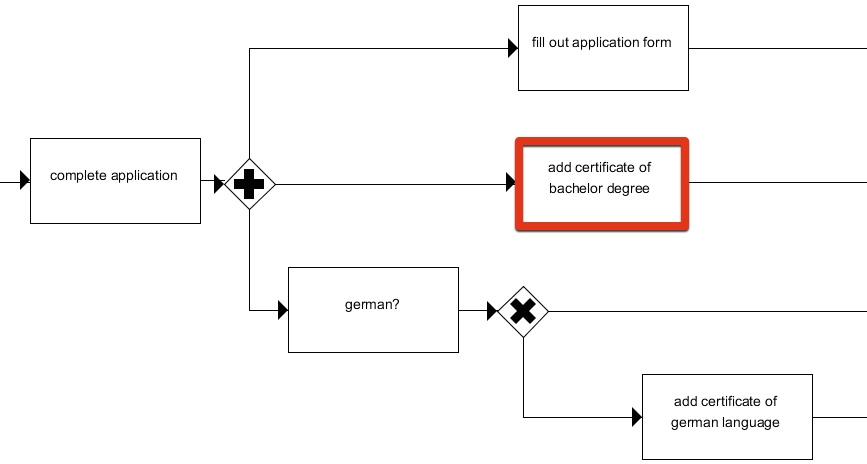 fill out application form
complete application
add certificate of
bachelor degree
german?
add certificate of
german language